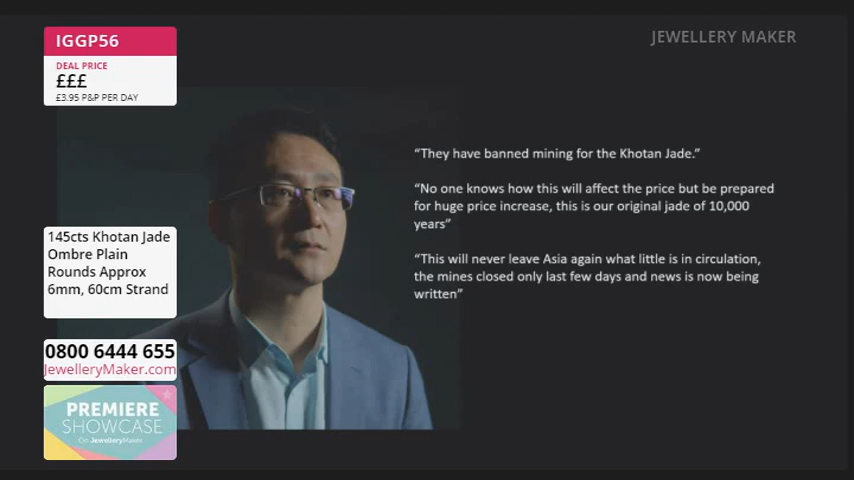 IGGP56
DEAL PRICE
£££
£3.95 P&P PER DAY
JEWELLERY MAKER
“They have banned mining for the Khotan Jade.”
“No one knows how this will affect the price but be prepared
for huge price increase, this is our original jade of 10,000
years”
“This will never leave Asia again what little is in circulation,
the mines closed only last few days and news is now being
written”
145cts Khotan Jade
Ombre Plain
Rounds Approx
6mm, 60cm Strand
0800 6444 655
JewelleryMaker.com
PREMIERE
SHOWCASE
On JewelleryMaker